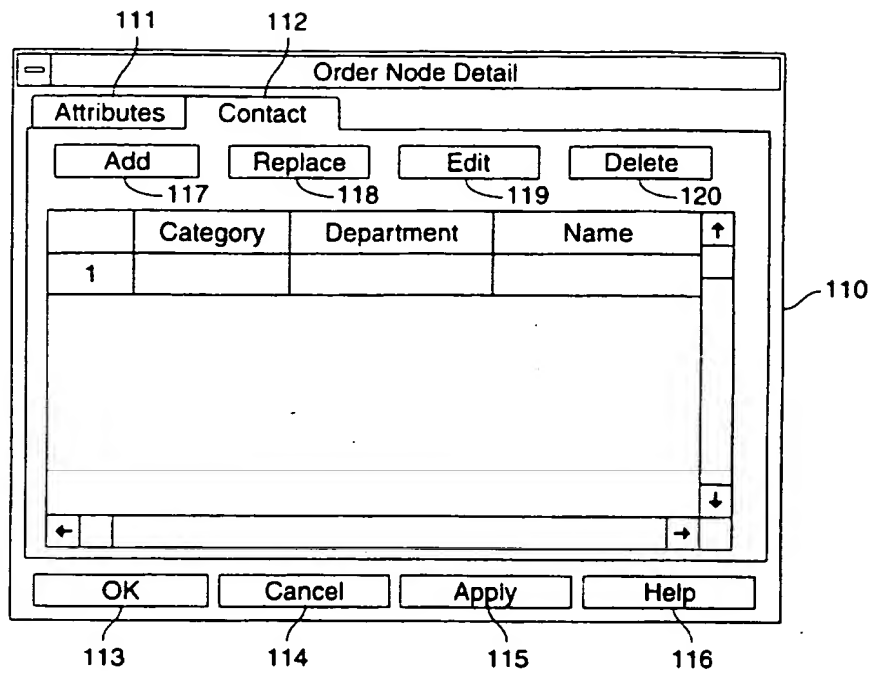 111 112
Order Node Detail
Attributes Contact
Add Replace Edit Delete
117 118 119 120
Category Department Name
1
110
OK Cancel Apply Help
113 114 115 116